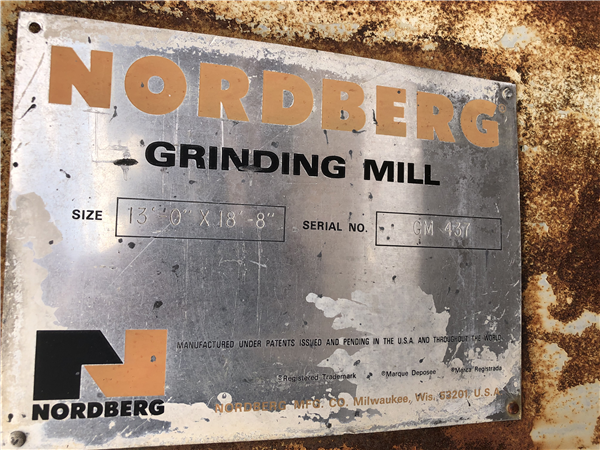 NORDBERG
GRINDING MILL
SIZE 13'-0" X 18'-8" SERIAL NO. GM 437
MANUFACTURED UNDER PATENTS ISSUED AND PENDING IN THE U.S.A. AND THROUGHOUT THE WORLD.
®Registered Trademark ®Marque Deposee ®Marca Registrada
NORDBERG
NORDBERG MFG. CO. Milwaukee, Wis. 53201 U.S.A.